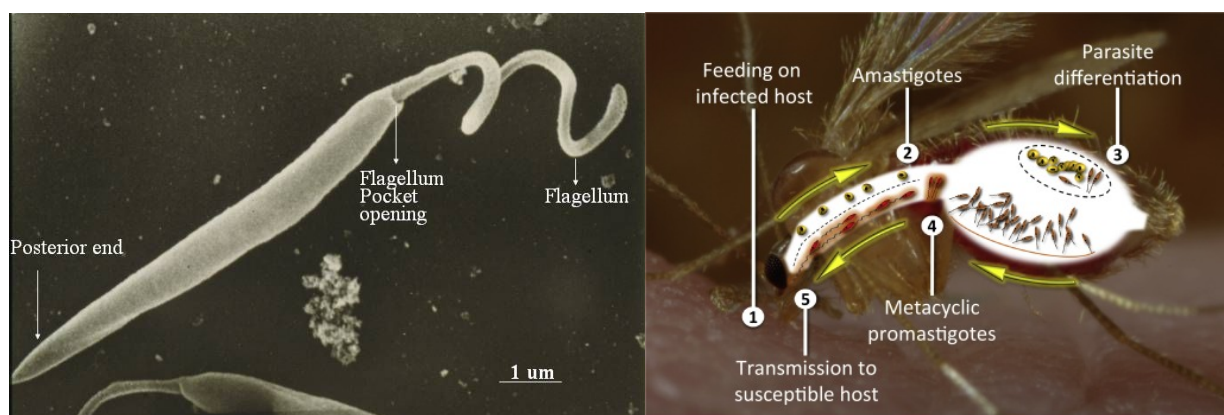 Posterior end
Flagellum
Pocket
opening
Flagellum
1 um
Feeding on
infected host
Amastigotes
Parasite
differentiation
1
2
3
4
5
Metacyclic
promastigotes
Transmission to
susceptible host